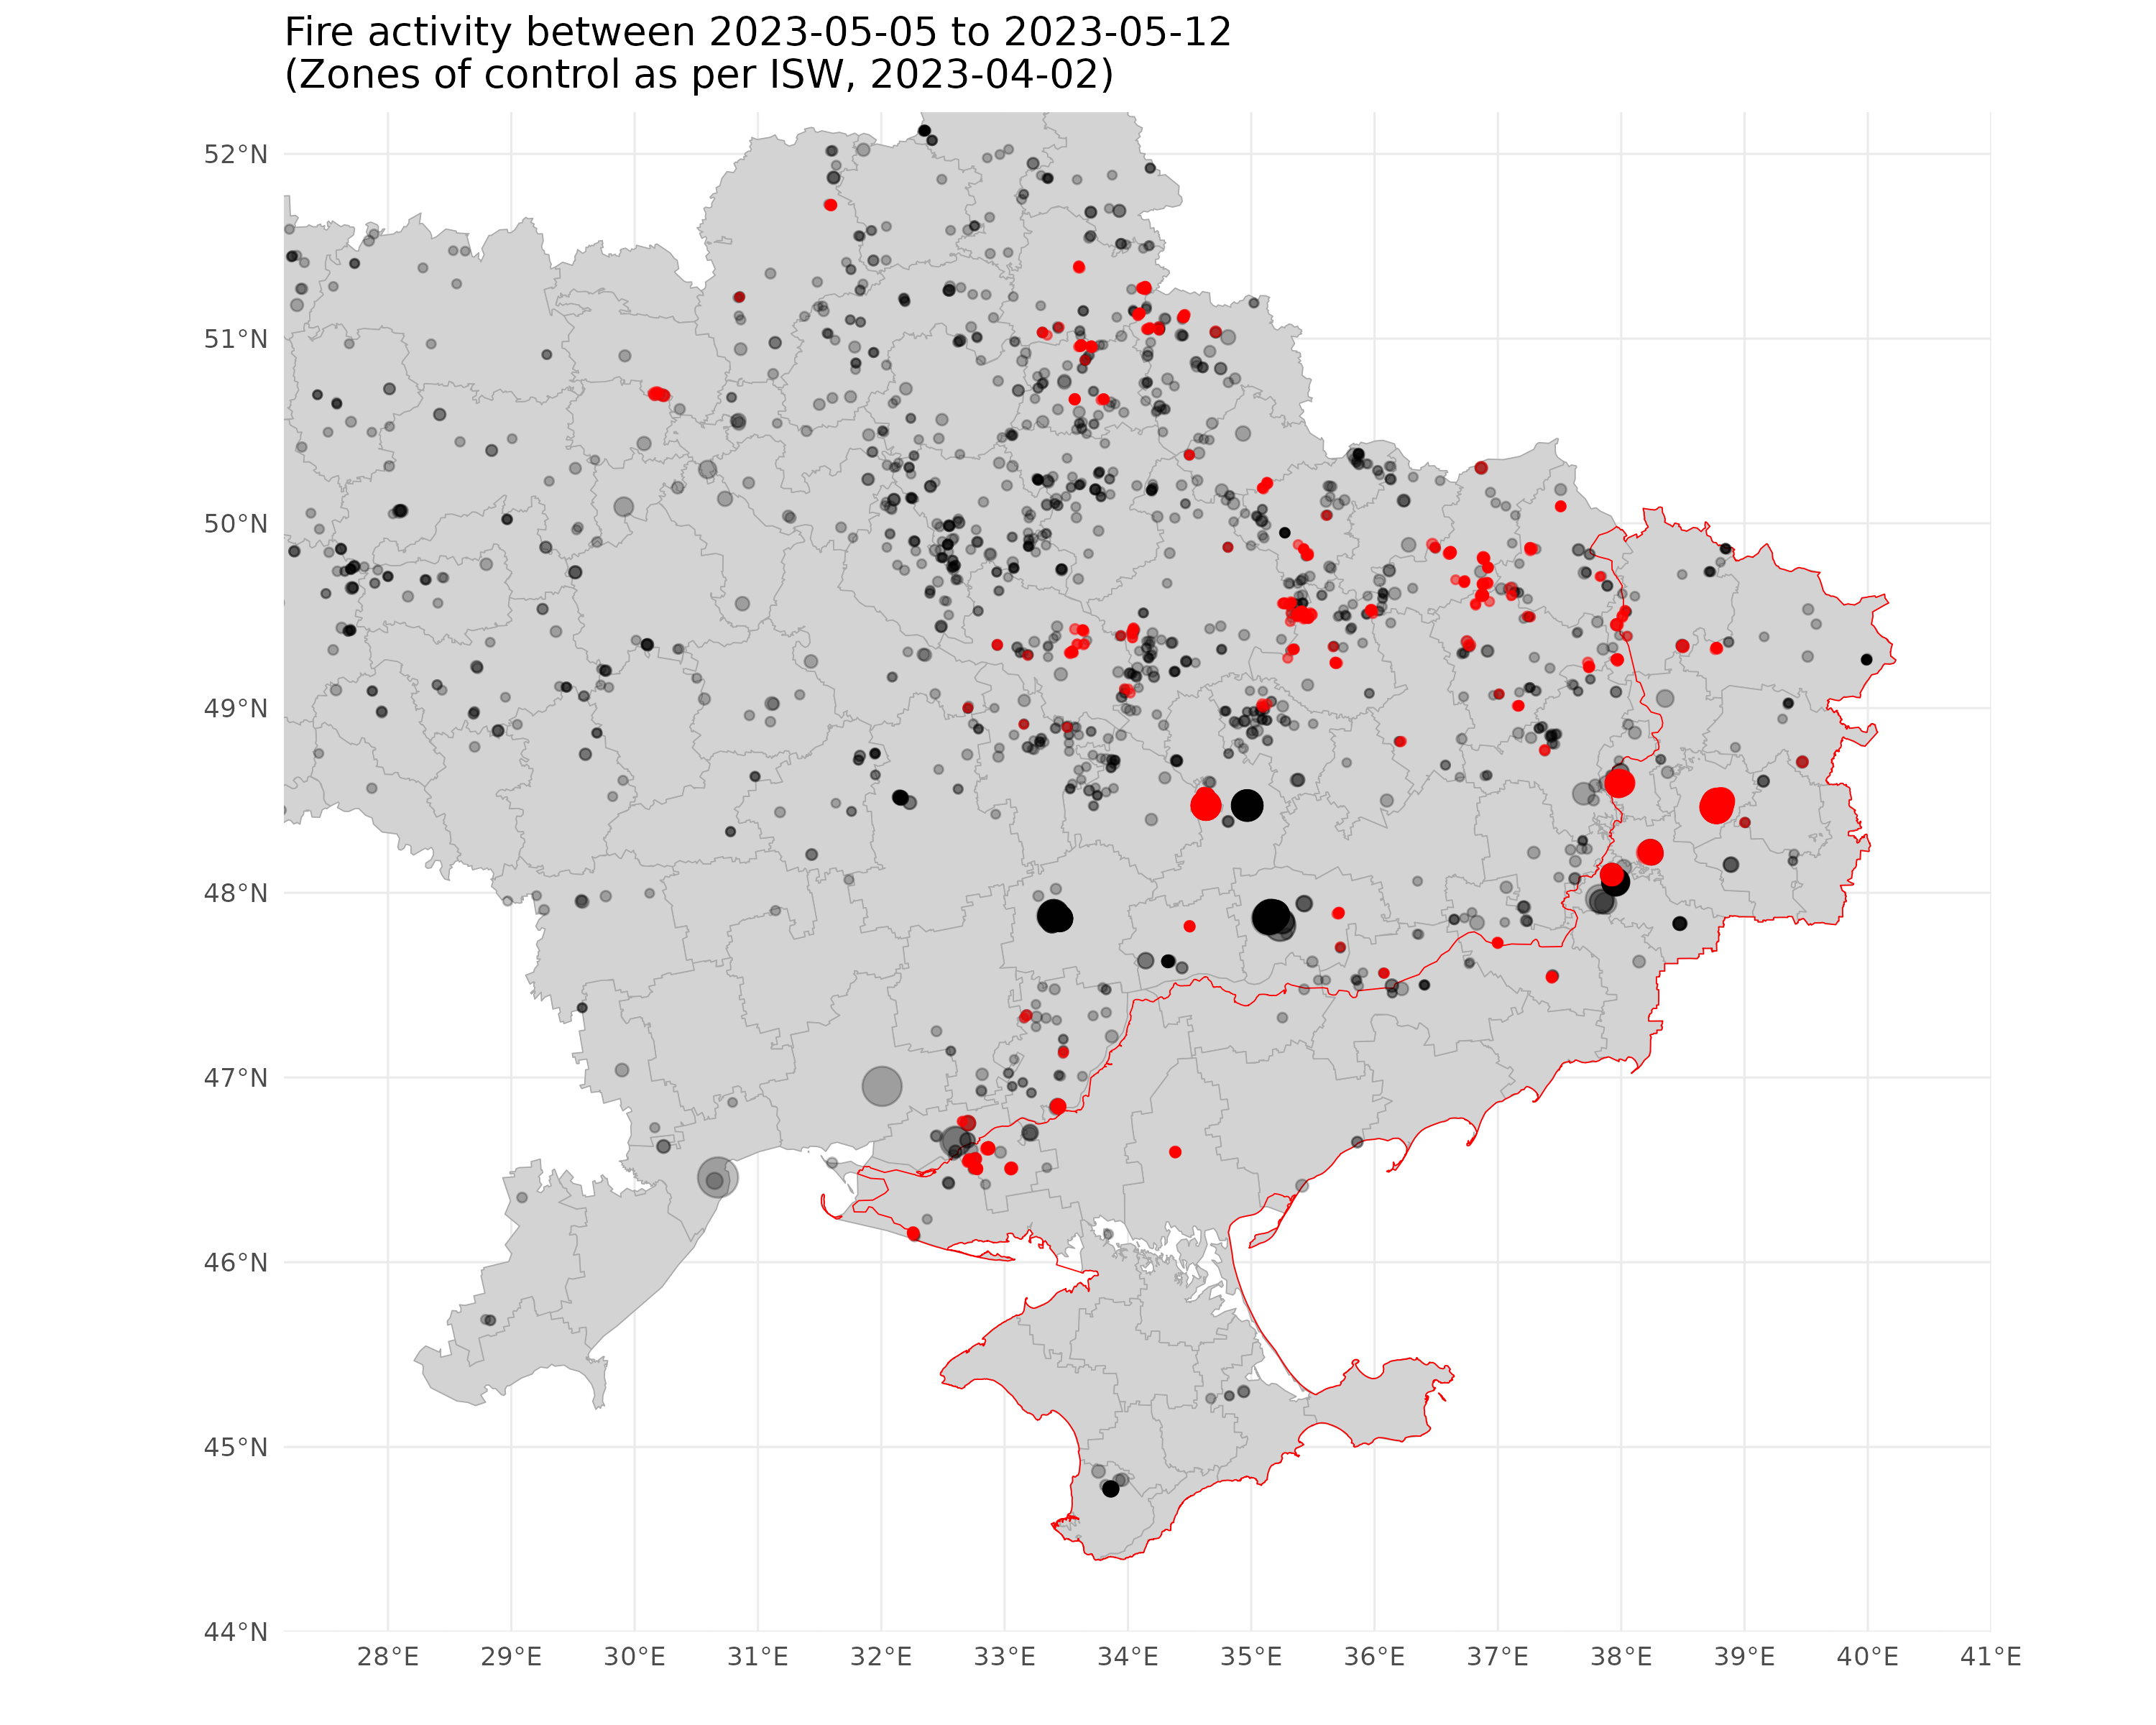 Fire activity between 2023-05-05 to 2023-05-12
(Zones of control as per ISW, 2023-04-02)
52°N
51°N
50°N
49°N
48°N
47°N
46°N
45°N
44°N
28°E 29°E 30°E 31°E 32°E 33°E 34°E 35°E 36°E 37°E 38°E 39°E 40°E 41°E